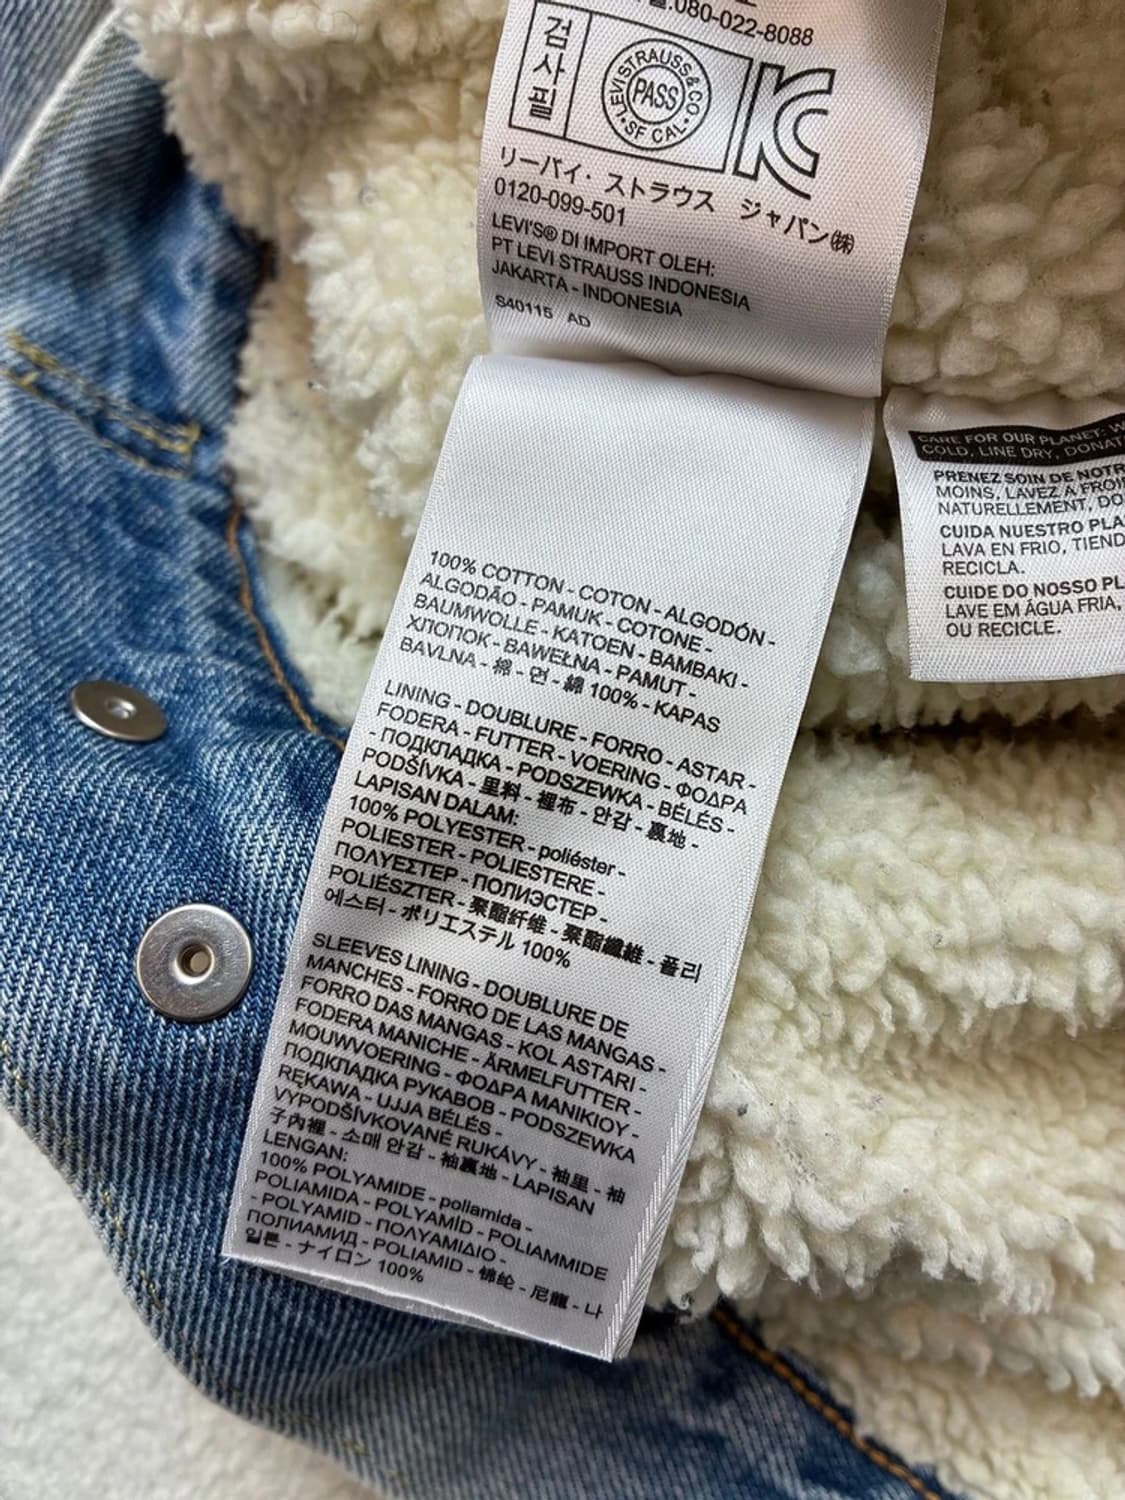 .080-022-8088
검사필
LEVI STRAUSS & CO
PASS
SF CAL.
リーバイ・ストラウス ジャパン㈱
0120-099-501
LEVI'S® DI IMPORT OLEH:
PT LEVI STRAUSS INDONESIA
JAKARTA - INDONESIA
S40115 AD
100% COTTON - COTON - ALGODÓN -
ALGODÃO - PAMUK - COTONE -
BAUMWOLLE - KATOEN - BAMBAKI -
ХЛОПОК - BAWEŁNA - PAMUT -
BAVLNA - 棉 - 면 - 綿 100% - KAPAS
LINING - DOUBLURE - FORRO - ASTAR -
FODERA - FUTTER - VOERING - ΦΟΔΡΑ
- ПОДКЛАДКА - PODSZEWKA - BÉLÉS -
PODŠÍVKA - 里料 - 裡布 - 안감 - 裏地 -
LAPISAN DALAM:
100% POLYESTER - poliéster -
POLIESTER - POLIESTERE -
ΠΟΛΥΕΣΤΕΡ - ПОЛИЭСТЕР -
POLIÉSZTER - 聚酯纤维 - 聚酯纖維 - 폴리
에스터 - ポリエステル 100%
SLEEVES LINING - DOUBLURE DE
MANCHES - FORRO DE LAS MANGAS -
FORRO DAS MANGAS - KOL ASTARI -
FODERA MANICHE - ÄRMELFUTTER -
MOUWVOERING - ΦΟΔΡΑ ΜΑΝΙΚΙΟΥ -
ПОДКЛАДКА РУКАВОВ - PODSZEWKA
RĘKAWA - UJJA BÉLÉS -
VYPODŠÍVKOVANÉ RUKÁVY - 袖里 - 袖
子內裡 - 소매 안감 - 袖裏地 - LAPISAN
LENGAN:
100% POLYAMIDE - poliamida -
POLIAMIDA - POLYAMİD - POLIAMMIDE
- POLYAMID - ΠΟΛΥΑΜΙΔΙΟ -
ПОЛИАМИД - POLIAMID - 锦纶 - 尼龍 - 나
일론 - ナイロン 100%
CARE FOR OUR PLANET: W
COLD, LINE DRY, DONAT
PRENEZ SOIN DE NOTR
MOINS, LAVEZ À FROI
NATURELLEMENT, DO
CUIDA NUESTRO PLA
LAVA EN FRIO, TIEND
RECICLA.
CUIDE DO NOSSO PL
LAVE EM ÁGUA FRIA,
OU RECICLE.